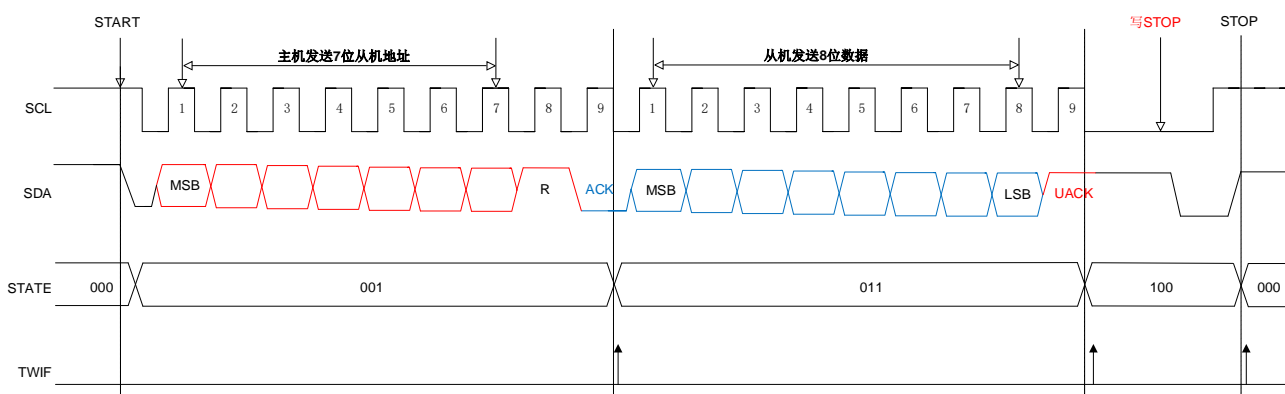 START 写STOP STOP
主机发送7位从机地址 从机发送8位数据
SCL 1 2 3 4 5 6 7 8 9 1 2 3 4 5 6 7 8 9
SDA MSB R ACK MSB LSB UACK
STATE 000 001 011 100 000
TWIF